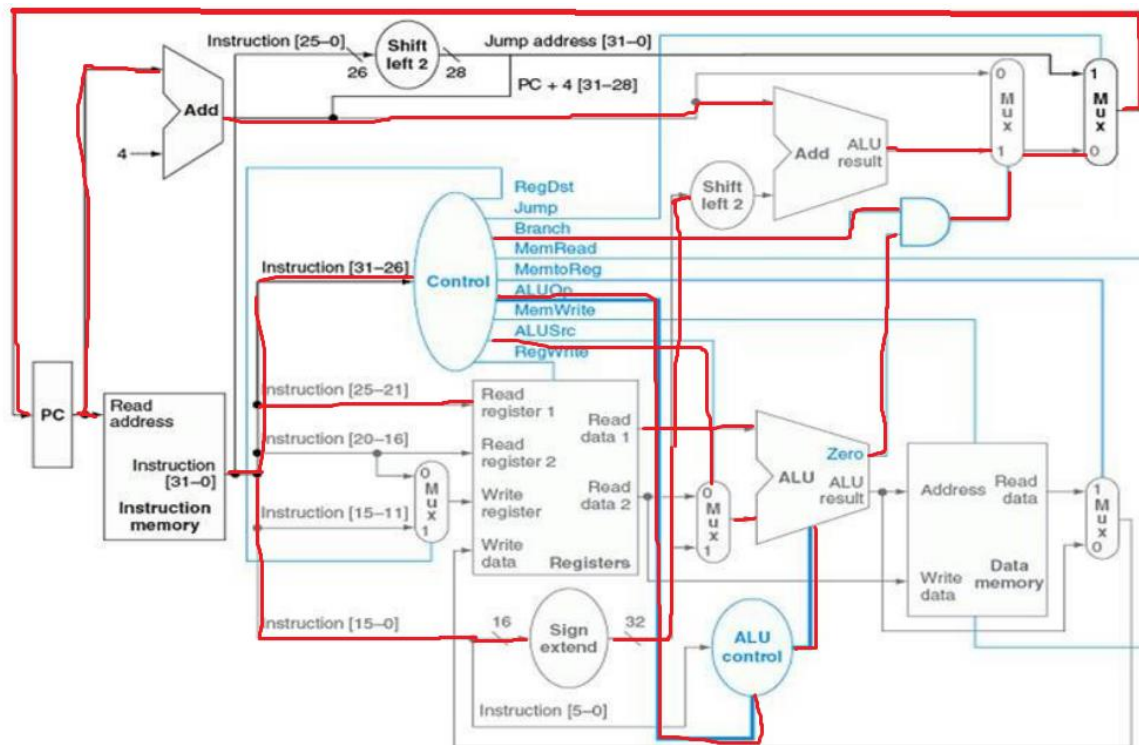 Instruction [25–0]
26
Shift
left 2
28
Jump address [31–0]
PC + 4 [31–28]
Add
4
0
M
u
x
1
1
M
u
x
0
Add
ALU
result
Shift
left 2
RegDst
Jump
Branch
MemRead
MemtoReg
ALUOp
MemWrite
ALUSrc
RegWrite
Control
Instruction [31–26]
PC
Read
address
Instruction
[31–0]
Instruction
memory
Instruction [25–21]
Instruction [20–16]
Instruction [15–11]
0
M
u
x
1
Read
register 1
Read
register 2
Write
register
Write
data
Read
data 1
Read
data 2
Registers
0
M
u
x
1
Zero
ALU
ALU
result
Address
Read
data
Write
data
Data
memory
1
M
u
x
0
Instruction [15–0]
16
Sign
extend
32
ALU
control
Instruction [5–0]